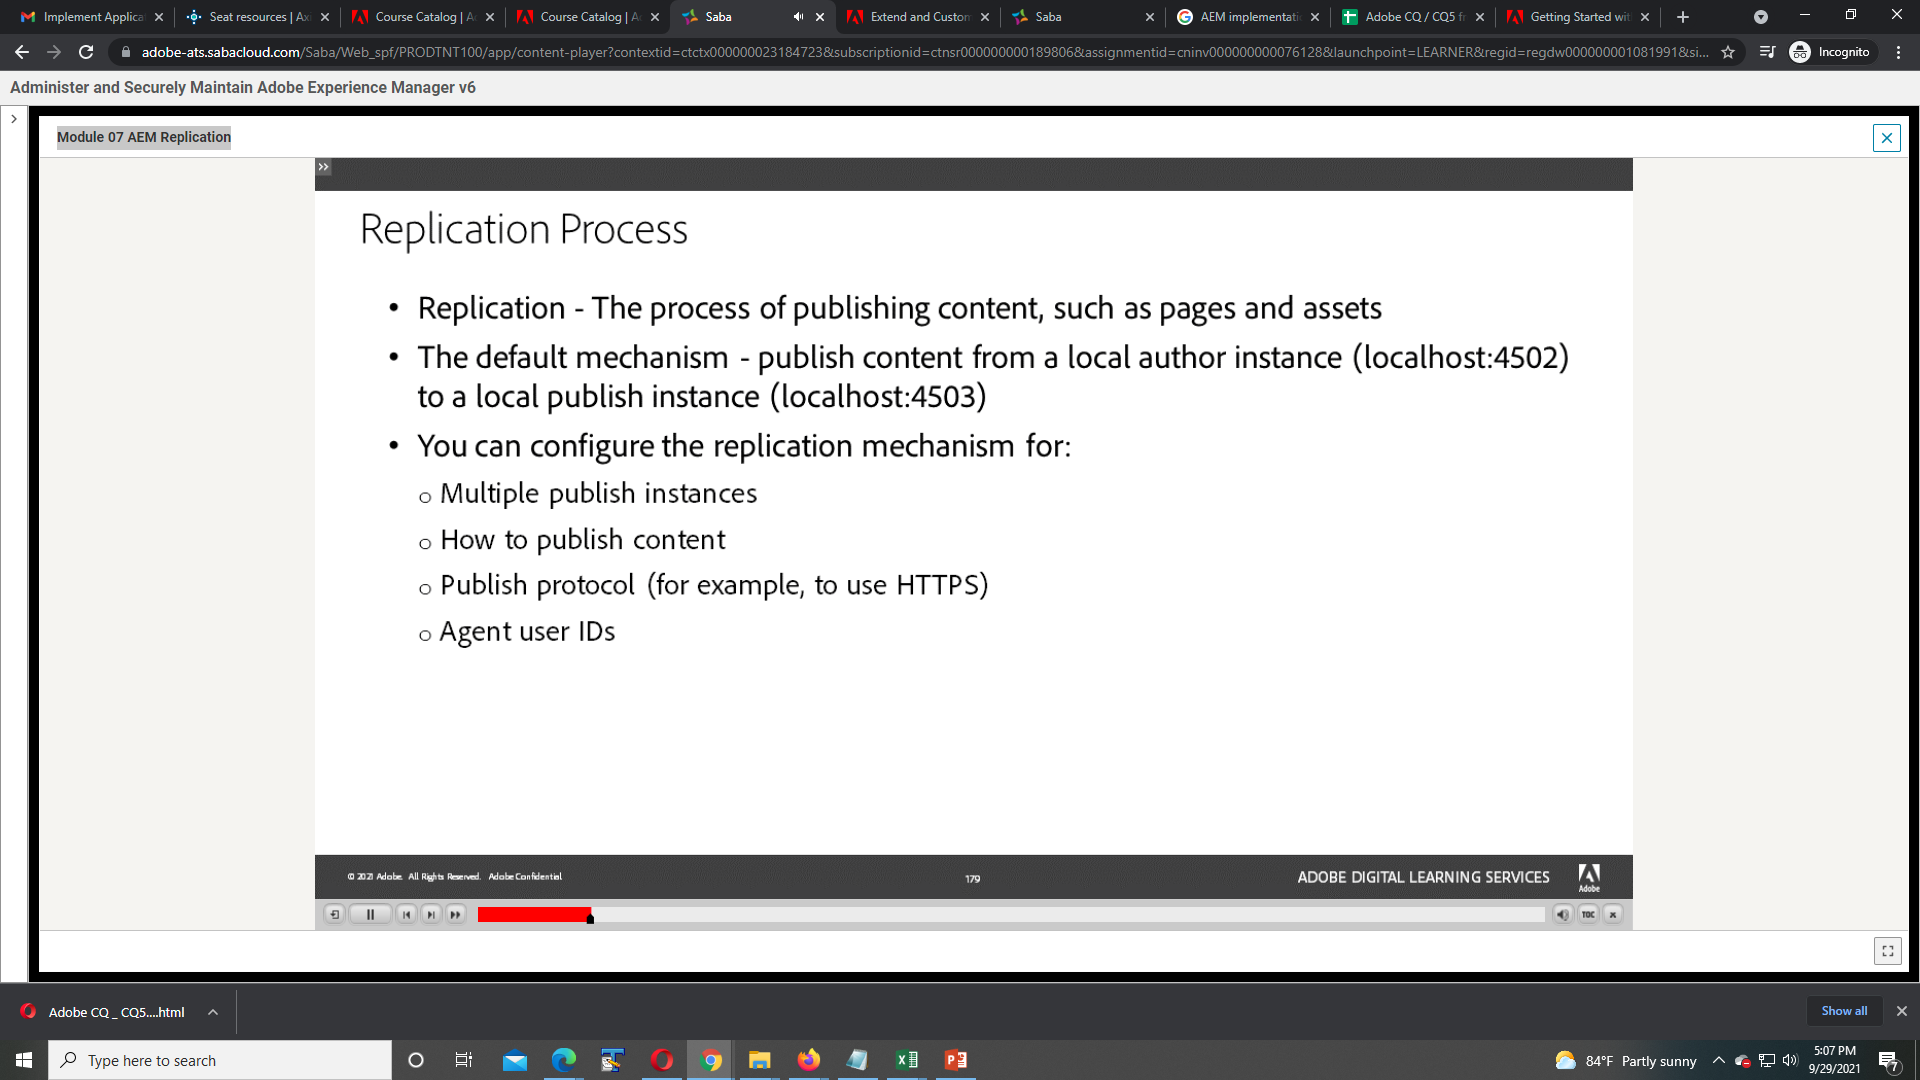 Implement Applica
Seat resources | Ax
Course Catalog | A
Course Catalog | A
Saba
Extend and Custom
Saba
AEM implementati
Adobe CQ / CQ5 fr
Getting Started wit
adobe-ats.sabacloud.com/Saba/Web_spf/PRODTNT100/app/content-player?contextid=ctctx000000023184723&subscriptionid=ctnsr000000000189806&assignmentid=cninv000000000076128&launchpoint=LEARNER&regid=regdw000000001081991&si...
Incognito
Administer and Securely Maintain Adobe Experience Manager v6
Module 07 AEM Replication
Replication Process
• Replication - The process of publishing content, such as pages and assets
• The default mechanism - publish content from a local author instance (localhost:4502)
to a local publish instance (localhost:4503)
• You can configure the replication mechanism for:
o Multiple publish instances
o How to publish content
o Publish protocol (for example, to use HTTPS)
o Agent user IDs
© 2021 Adobe. All Rights Reserved. Adobe Confidential
179
ADOBE DIGITAL LEARNING SERVICES
Adobe
TOC
Adobe CQ _ CQ5....html
Show all
Type here to search
84°F Partly sunny
5:07 PM
9/29/2021
7